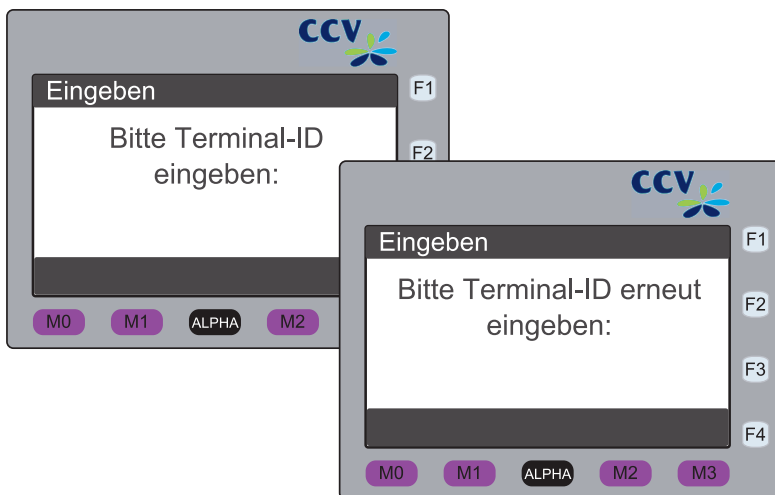 CCV
Eingeben
F1
Bitte Terminal-ID
eingeben:
F2
M0 M1 ALPHA M2
CCV
Eingeben
F1
Bitte Terminal-ID erneut
eingeben:
F2
F3
F4
M0 M1 ALPHA M2 M3